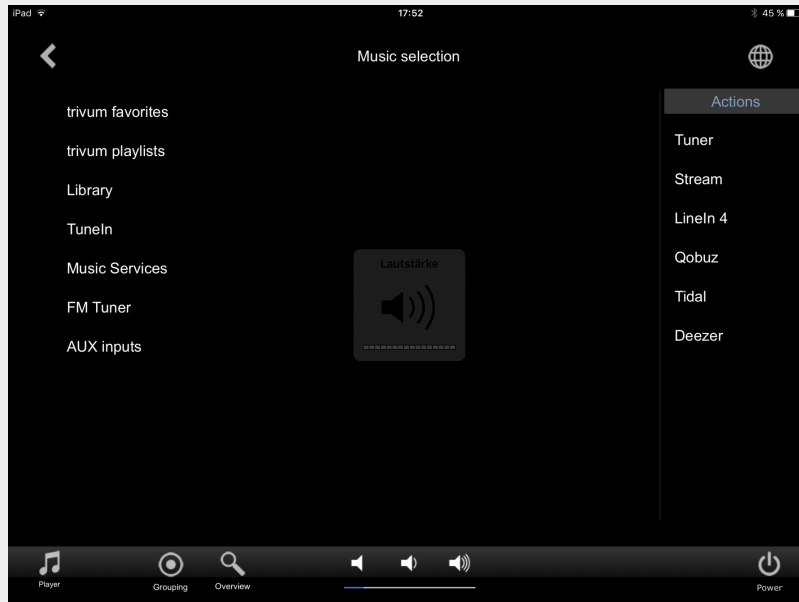 iPad 17:52 45 %
Music selection
trivum favorites
trivum playlists
Library
TuneIn
Music Services
FM Tuner
AUX inputs
Lautstärke
Actions
Tuner
Stream
LineIn 4
Qobuz
Tidal
Deezer
Player
Grouping
Overview
Power